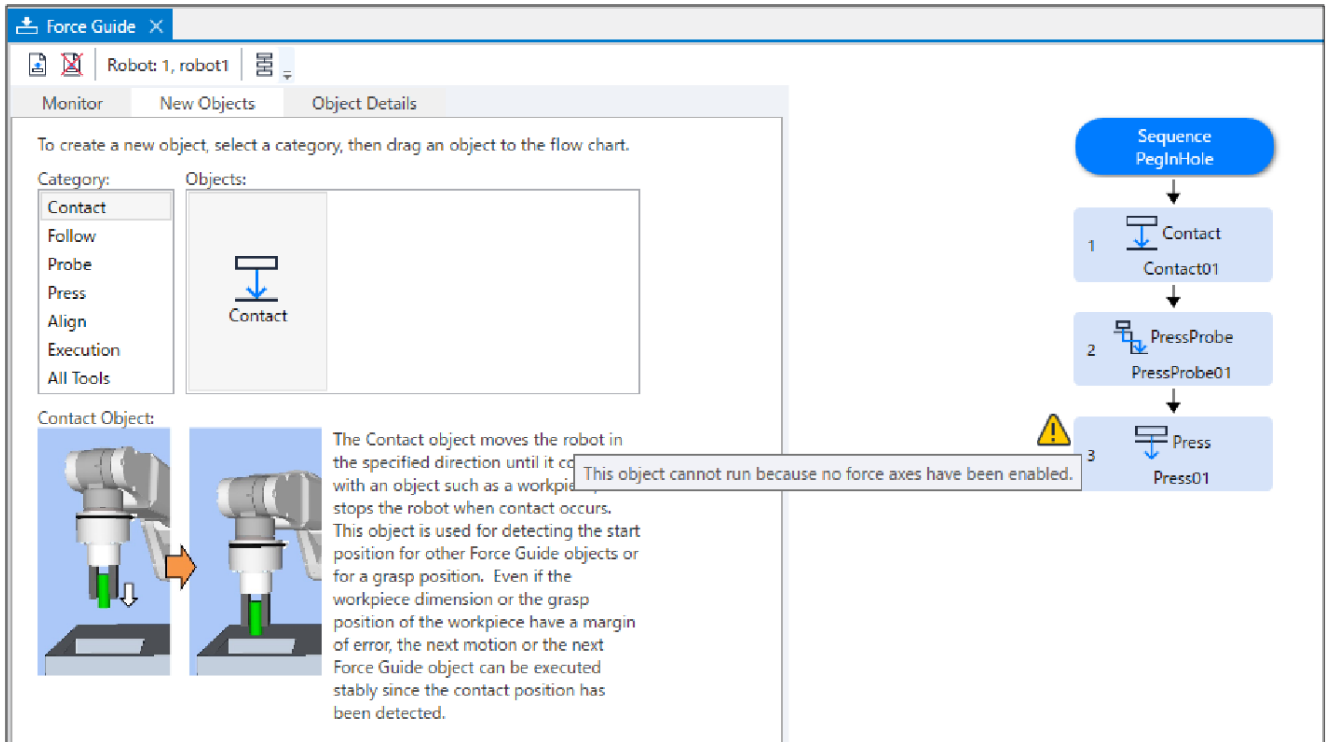 Force Guide
Robot: 1, robot1
Monitor New Objects Object Details
To create a new object, select a category, then drag an object to the flow chart.
Category: Objects:
Contact
Follow
Probe
Press
Align
Execution
All Tools
Contact
Contact Object:
The Contact object moves the robot in
the specified direction until it co
with an object such as a workpie
stops the robot when contact occurs.
This object is used for detecting the start
position for other Force Guide objects or
for a grasp position. Even if the
workpiece dimension or the grasp
position of the workpiece have a margin
of error, the next motion or the next
Force Guide object can be executed
stably since the contact position has
been detected.
This object cannot run because no force axes have been enabled.
Sequence
PegInHole
1 Contact
Contact01
2 PressProbe
PressProbe01
3 Press
Press01